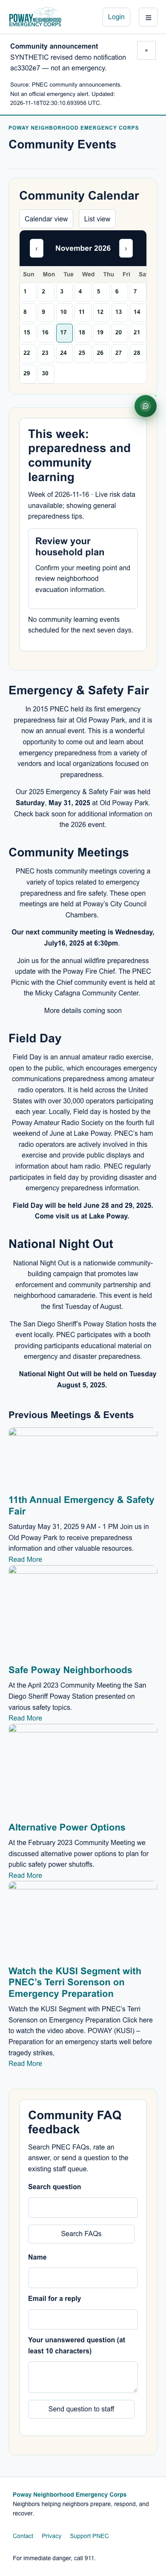 POWAY NEIGHBORHOOD
EMERGENCY CORPS
Login
Community announcement
SYNTHETIC revised demo notification
ac3302e7 — not an emergency.
×
Source: PNEC community announcements.
Not an official emergency alert. Updated:
2026-11-18T02:30:10.693956 UTC.
POWAY NEIGHBORHOOD EMERGENCY CORPS
Community Events
Community Calendar
Calendar view
List view
‹
November 2026
›
Sun Mon Tue Wed Thu Fri Sa
1 2 3 4 5 6 7
8 9 10 11 12 13 14
15 16 17 18 19 20 21
22 23 24 25 26 27 28
29 30
This week:
preparedness and
community
learning
Week of 2026-11-16 · Live risk data
unavailable; showing general
preparedness tips.
Review your
household plan
Confirm your meeting point and
review neighborhood
evacuation information.
No community learning events
scheduled for the next seven days.
Emergency & Safety Fair
In 2015 PNEC held its first emergency
preparedness fair at Old Poway Park, and is
now an annual event. This is a wonderful
opportunity to come out and learn about
emergency preparedness from a variety of
vendors and local organizations focused on
preparedness.
Our 2025 Emergency & Safety Fair was held
Saturday, May 31, 2025 at Old Poway Park.
Check back soon for additional information on
the 2026 event.
Community Meetings
PNEC hosts community meetings covering a
variety of topics related to emergency
preparedness and fire safety. These open
meetings are held at Poway's City Council
Chambers.
Our next community meeting is Wednesday,
July16, 2025 at 6:30pm.
Join us for the annual wildfire preparedness
update with the Poway Fire Chief. The PNEC
Picnic with the Chief community event is held at
the Micky Cafagna Community Center.
More details coming soon
Field Day
Field Day is an annual amateur radio exercise,
open to the public, which encourages emergency
communications preparedness among amateur
radio operators. It is held across the United
States with over 30,000 operators participating
each year. Locally, Field Day is hosted by the
Poway Amateur Radio Society on the fourth full
weekend of June at Lake Poway. PNEC's ham
radio operators are actively involved in this
exercise and provide public displays and
information about ham radio. PNEC regularly
participates in field day by providing disaster and
emergency preparedness information.
Field Day will be held June 28 and 29, 2025.
Come visit us at Lake Poway.
National Night Out
National Night Out is a nationwide community-
building campaign that promotes law
enforcement and community partnership and
neighborhood camaraderie. This event is held
the first Tuesday of August.
The San Diego Sheriff's Poway Station hosts the
event locally. PNEC participates with a booth
providing participants educational material on
emergency and disaster preparedness.
National Night Out will be held on Tuesday
August 5, 2025.
Previous Meetings & Events
11th Annual Emergency & Safety
Fair
Saturday May 31, 2025 9 AM - 1 PM Join us in
Old Poway Park to receive preparedness
information and other valuable resources.
Read More
Safe Poway Neighborhoods
At the April 2023 Community Meeting the San
Diego Sheriff Poway Station presented on
various safety topics.
Read More
Alternative Power Options
At the February 2023 Community Meeting we
discussed alternative power options to plan for
public safety power shutoffs.
Read More
Watch the KUSI Segment with
PNEC's Terri Sorenson on
Emergency Preparation
Watch the KUSI Segment with PNEC's Terri
Sorenson on Emergency Preparation Click here
to watch the video above. POWAY (KUSI) –
Preparation for an emergency starts well before
tragedy strikes,
Read More
Community FAQ
feedback
Search PNEC FAQs, rate an
answer, or send a question to the
existing staff queue.
Search question
Search FAQs
Name
Email for a reply
Your unanswered question (at
least 10 characters)
Send question to staff
Poway Neighborhood Emergency Corps
Neighbors helping neighbors prepare, respond, and
recover.
Contact Privacy Support PNEC
For immediate danger, call 911.